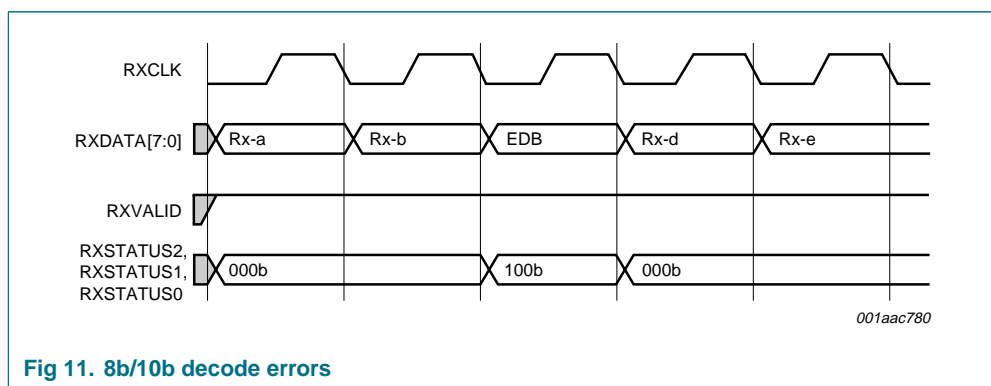 RXCLK
RXDATA[7:0]
Rx-a
Rx-b
EDB
Rx-d
Rx-e
RXVALID
RXSTATUS2,
RXSTATUS1,
RXSTATUS0
000b
100b
000b
001aac780
Fig 11. 8b/10b decode errors